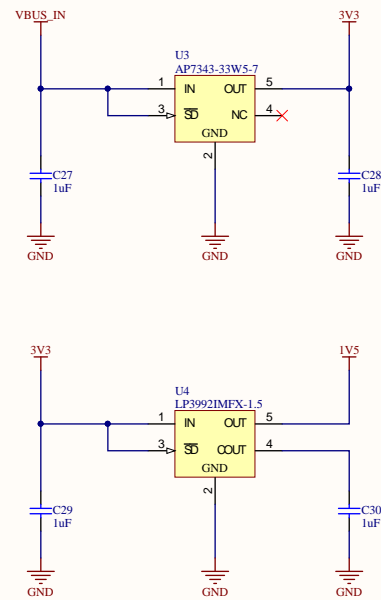 VBUS_IN
3V3
U3
AP7343-33W5-7
1
IN
OUT
5
3
SD
NC
4
GND
2
C27
1uF
C28
1uF
GND
GND
GND
3V3
1V5
U4
LP3992IMFX-1.5
1
IN
OUT
5
3
SD
COUT
4
GND
2
C29
1uF
C30
1uF
GND
GND
GND